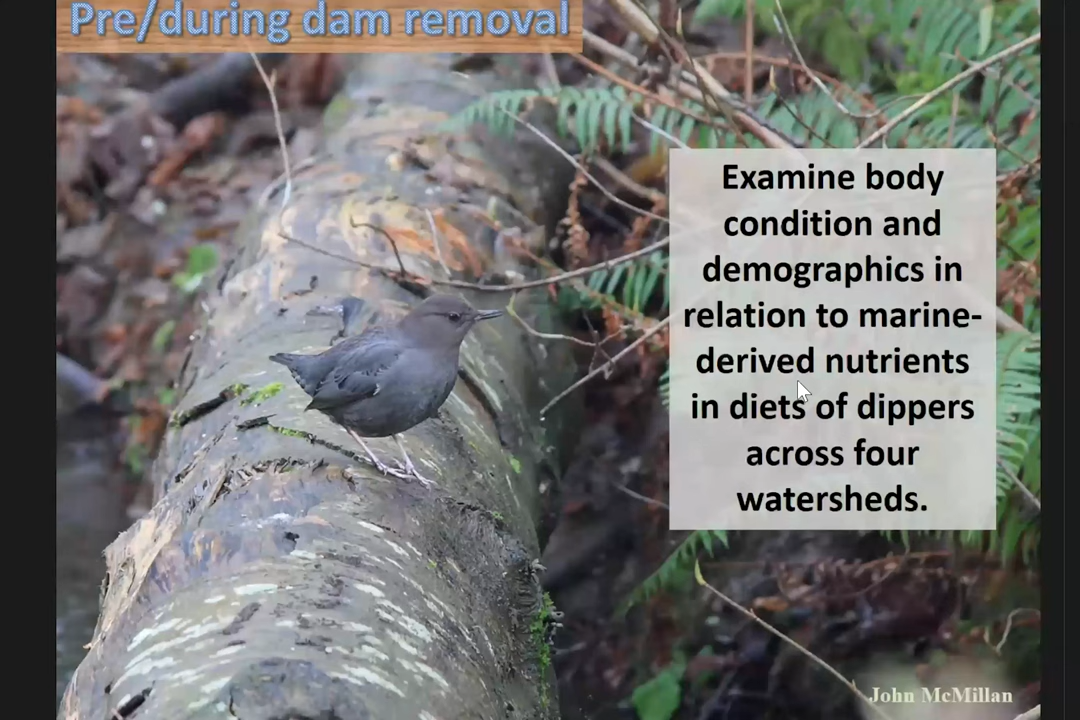 Pre/during dam removal
Examine body
condition and
demographics in
relation to marine-
derived nutrients
in diets of dippers
across four
watersheds.
John McMillan